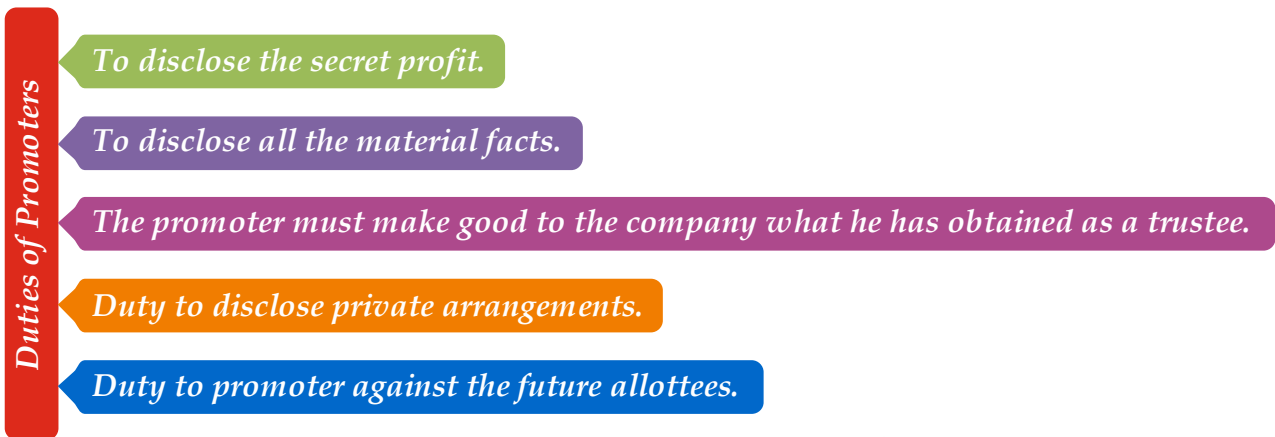 Duties of Promoters
To disclose the secret profit.
To disclose all the material facts.
The promoter must make good to the company what he has obtained as a trustee.
Duty to disclose private arrangements.
Duty to promoter against the future allottees.